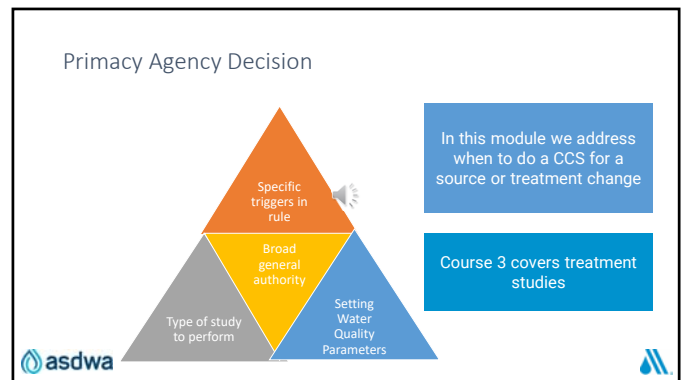 Primacy Agency Decision
Specific
triggers in
rule
Broad
general
authority
Type of study
to perform
Setting
Water
Quality
Parameters
In this module we address
when to do a CCS for a
source or treatment change
Course 3 covers treatment
studies
asdwa